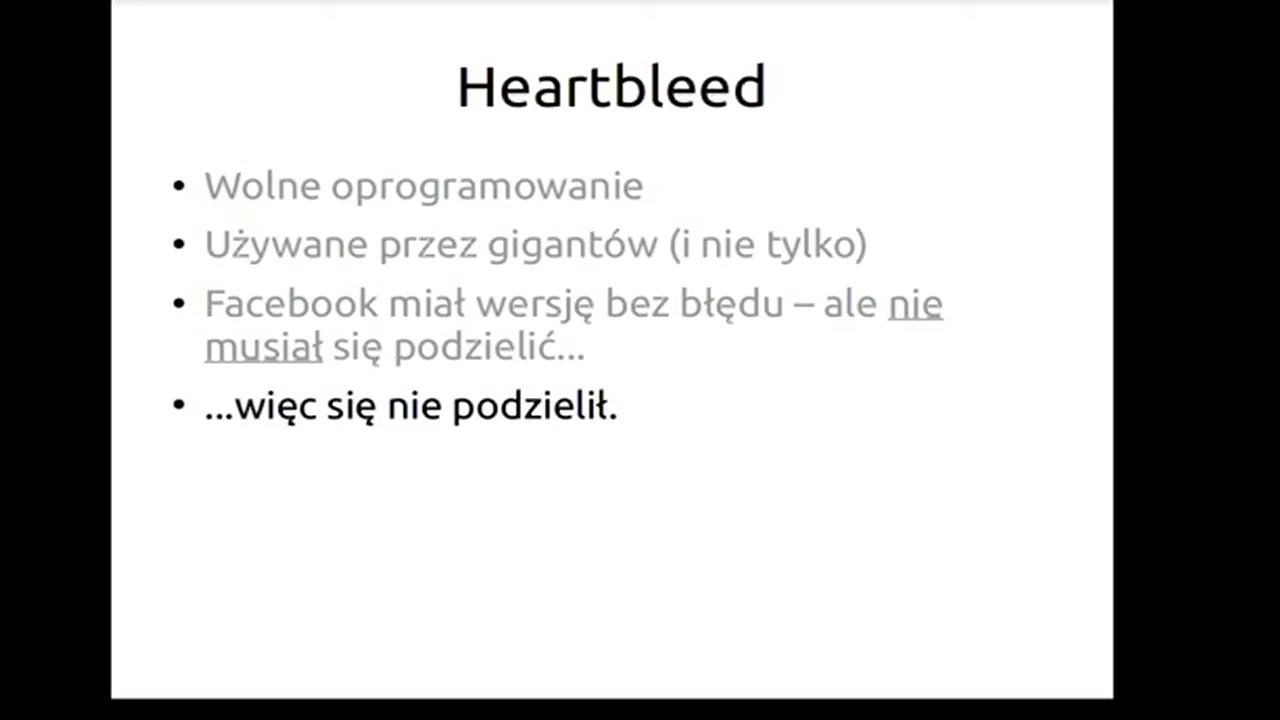 Heartbleed
• Wolne oprogramowanie
• Używane przez gigantów (i nie tylko)
• Facebook miał wersję bez błędu – ale nie
musiał się podzielić...
• ...więc się nie podzielił.